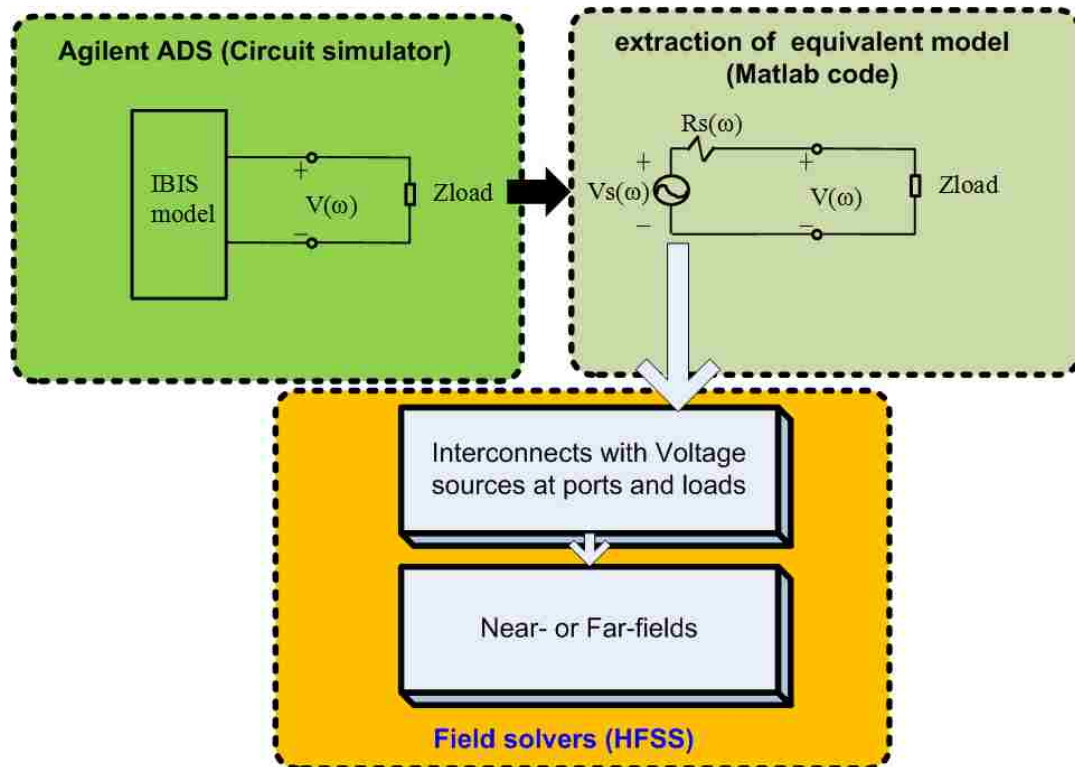 Agilent ADS (Circuit simulator)
IBIS
model
+
V(ω)
−
Zload
extraction of equivalent model
(Matlab code)
Rs(ω)
+
Vs(ω)
−
+
V(ω)
−
Zload
Interconnects with Voltage
sources at ports and loads
Near- or Far-fields
Field solvers (HFSS)